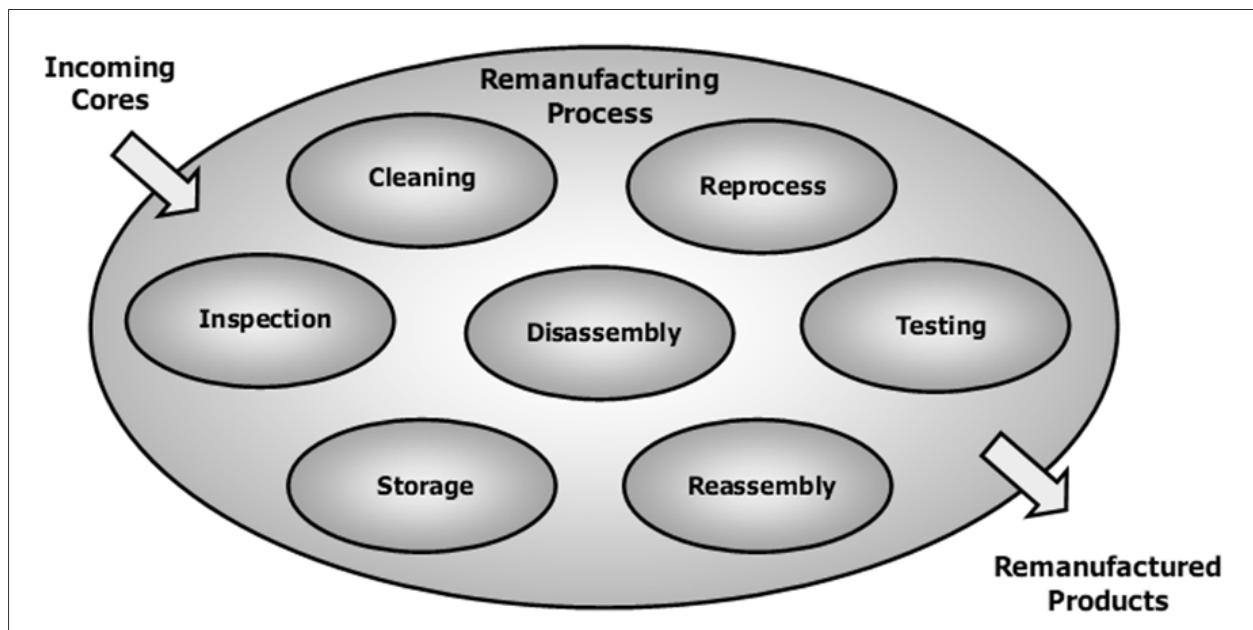 Incoming
Cores
Remanufacturing
Process
Cleaning
Reprocess
Inspection
Disassembly
Testing
Storage
Reassembly
Remanufactured
Products